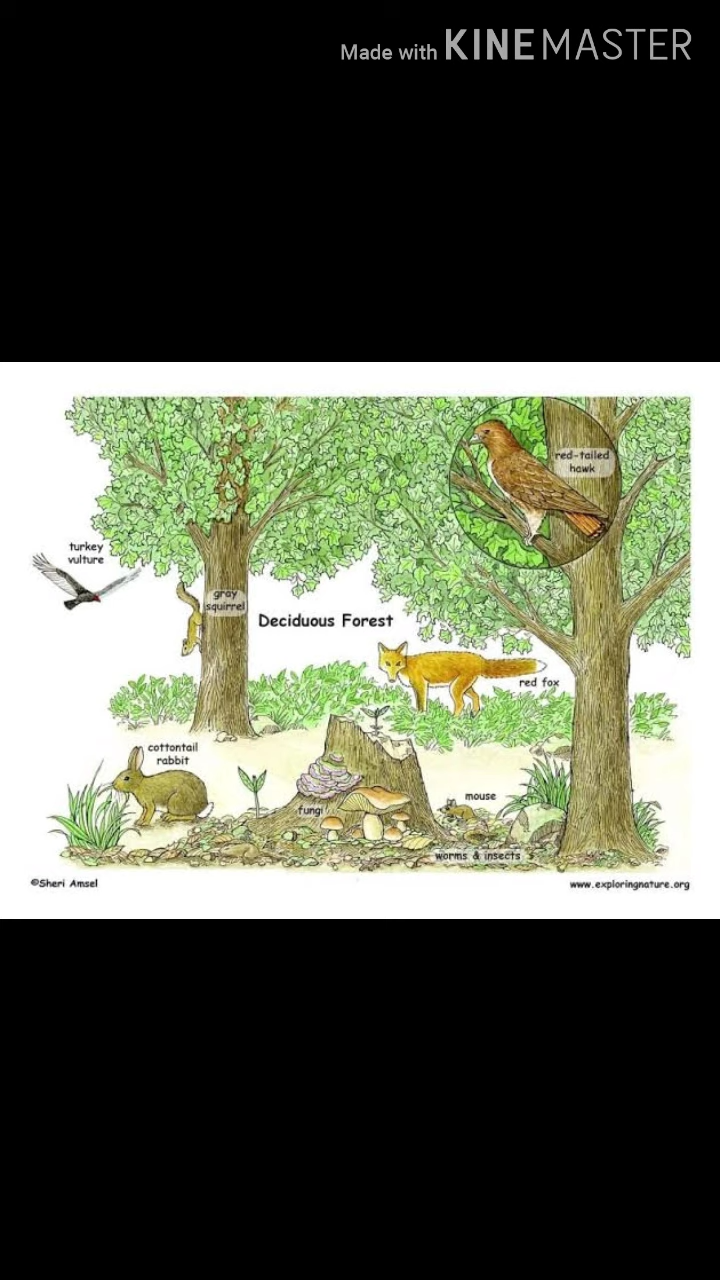 Made with KINEMASTER
red-tailed
hawk
turkey
vulture
gray
squirrel
Deciduous Forest
red fox
cottontail
rabbit
mouse
fungi
worms & insects
©Sheri Amsel
www.exploringnature.org